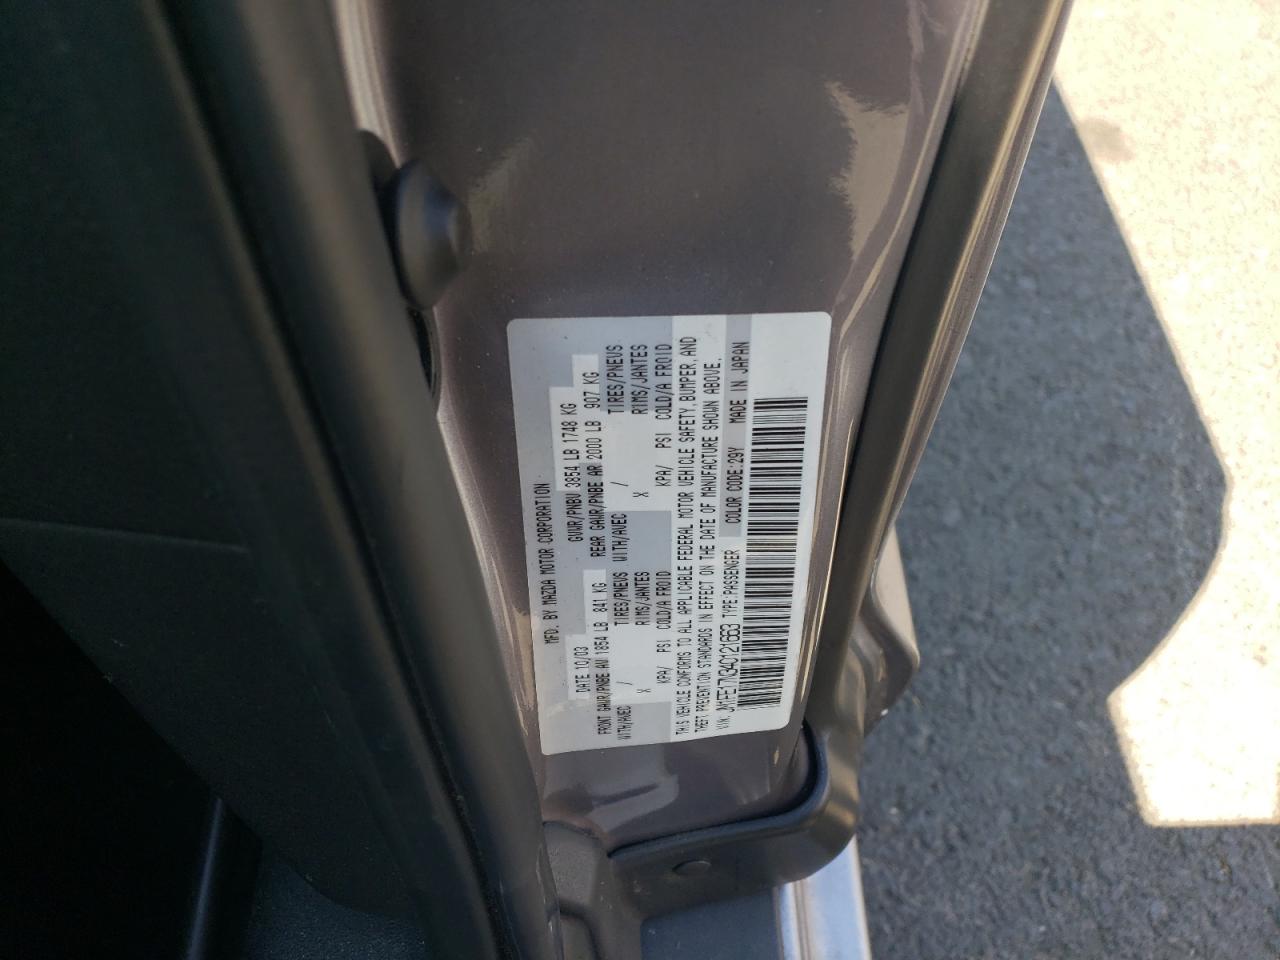 MFD. BY MAZDA MOTOR CORPORATION
DATE 10/03 GVWR/PNBV 3854 LB 1748 KG
FRONT GAWR/PNBE AV 1854 LB 841 KG REAR GAWR/PNBE AR 2000 LB 907 KG
WITH/AVEC / TIRES/PNEUS WITH/AVEC / TIRES/PNEUS
X RIMS/JANTES X RIMS/JANTES
KPA/ PSI COLD/A FROID KPA/ PSI COLD/A FROID
THIS VEHICLE CONFORMS TO ALL APPLICABLE FEDERAL MOTOR VEHICLE SAFETY, BUMPER, AND
THEFT PREVENTION STANDARDS IN EFFECT ON THE DATE OF MANUFACTURE SHOWN ABOVE.
VIN: JM1FE17N340121663 TYPE:PASSENGER COLOR CODE:29Y MADE IN JAPAN